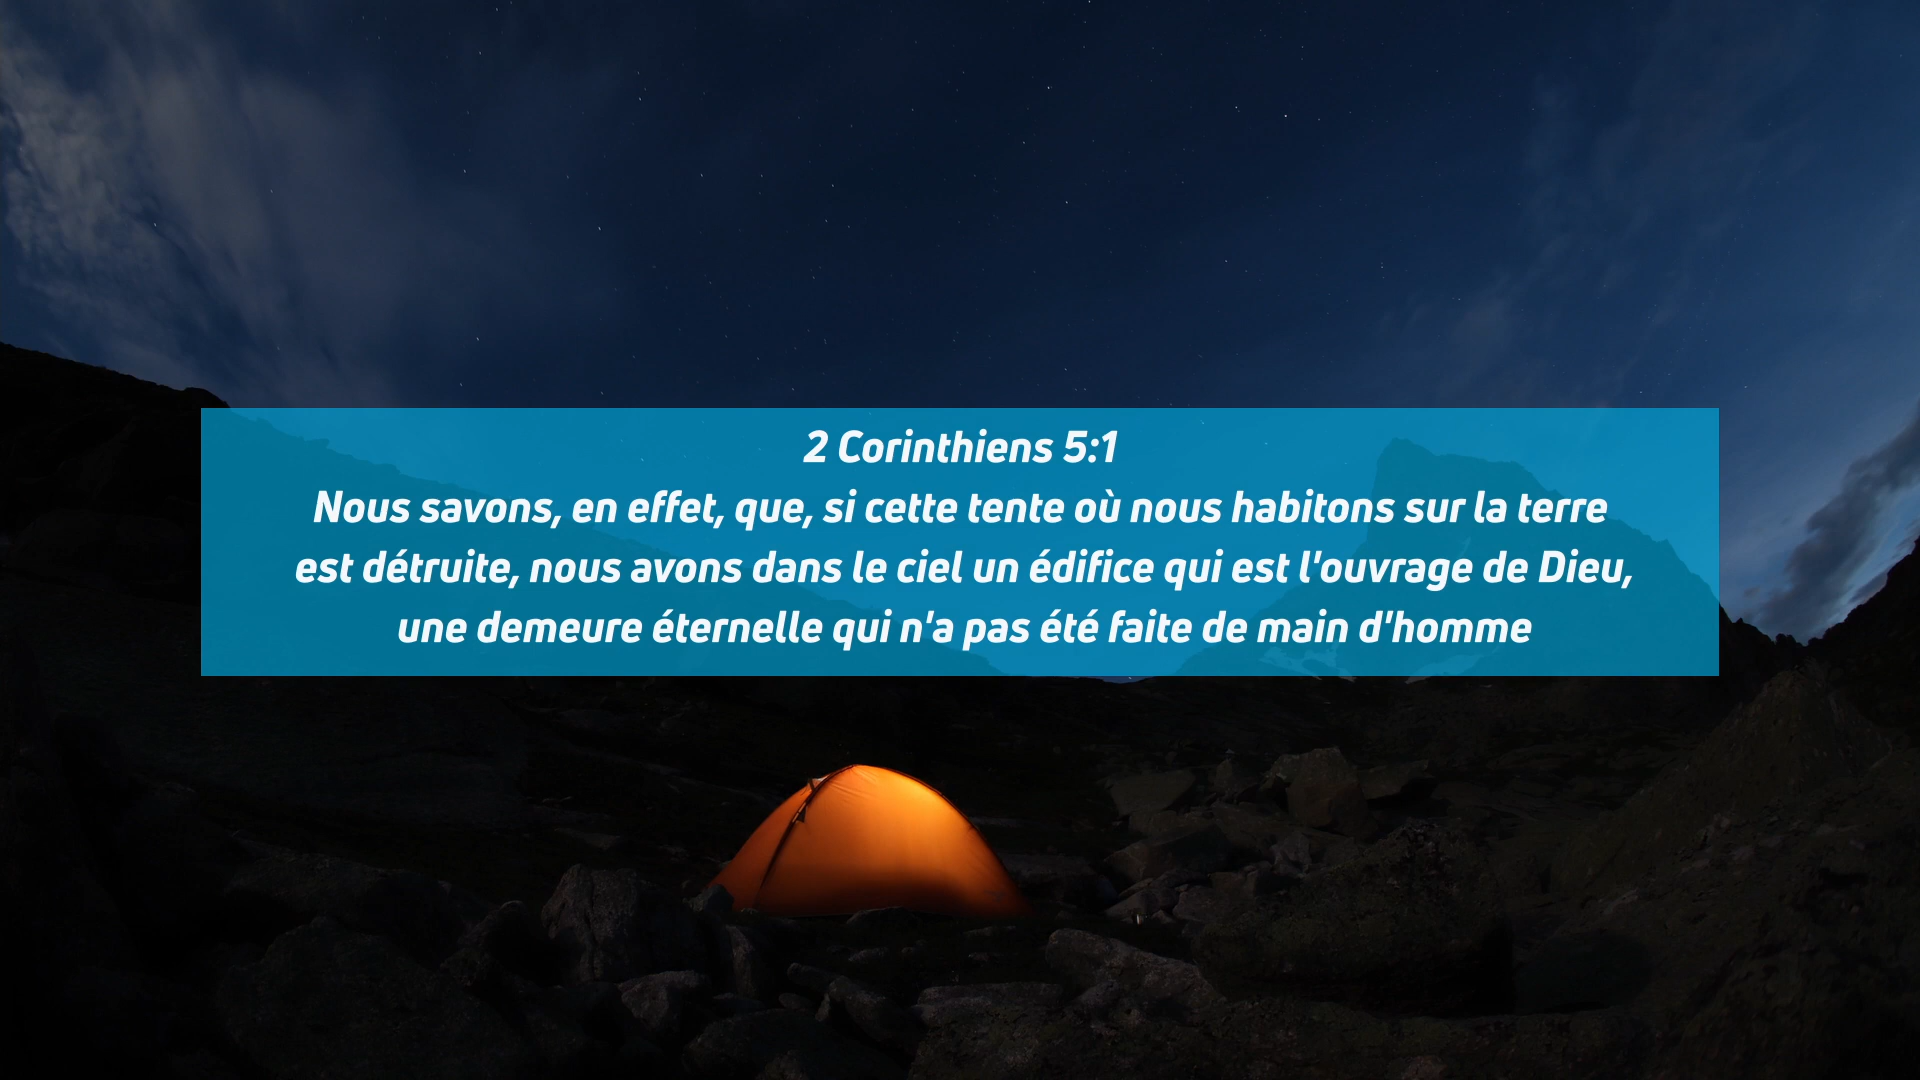 2 Corinthiens 5:1
Nous savons, en effet, que, si cette tente où nous habitons sur la terre
est détruite, nous avons dans le ciel un édifice qui est l'ouvrage de Dieu,
une demeure éternelle qui n'a pas été faite de main d'homme